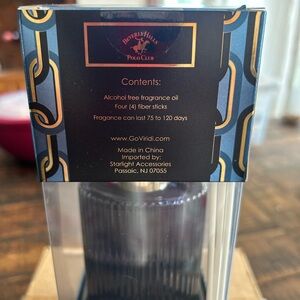 Beverly Hills
Polo Club
Contents:
Alcohol free fragrance oil
Four (4) fiber sticks
Fragance can last 75 to 120 days
www.GoViridi.com
Made in China
Imported by:
Starlight Accessories
Passaic, NJ 07055